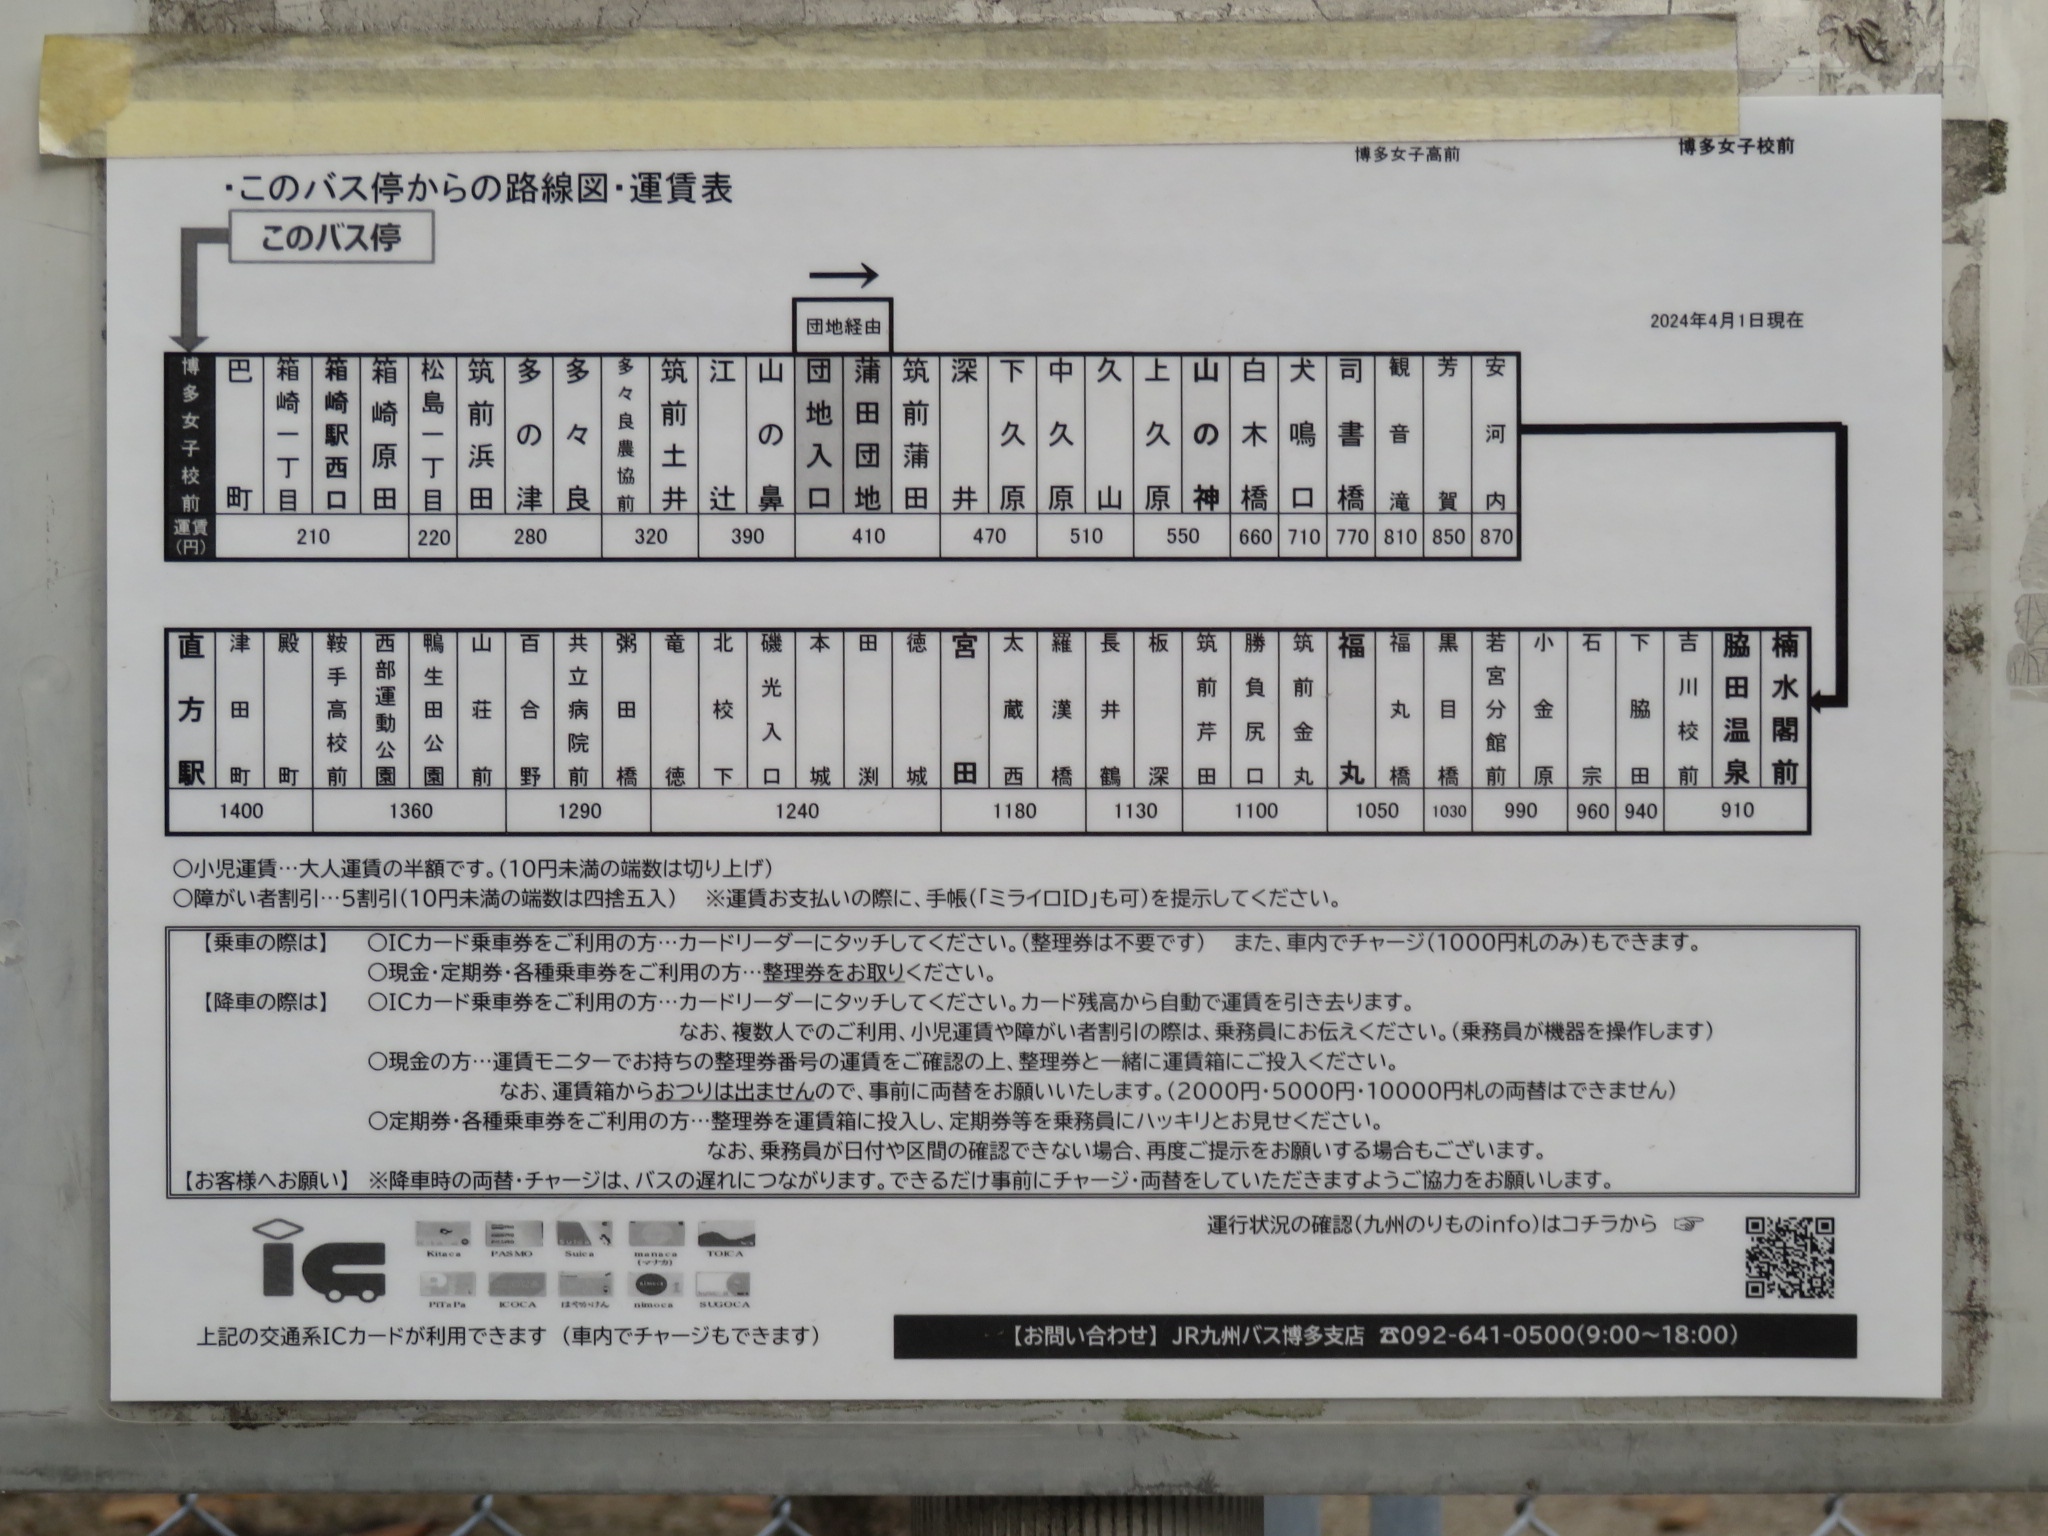 博多女子高前
博多女子校前
・このバス停からの路線図・運賃表
このバス停
→
団地経由
2024年4月1日現在
博多女子校前 巴町 箱崎一丁目 箱崎駅西口 箱崎原田 松島一丁目 筑前浜田 多の津 多々良 多々良農協前 筑前土井 江辻 山の鼻 団地入口 蒲田団地 筑前蒲田 深井 下久原 中久原 久山 上久原 山の神 白木橋 犬鳴口 司書橋 観音滝 芳賀 安河内
運賃(円) 210 220 280 320 390 410 470 510 550 660 710 770 810 850 870
直方駅 津田町 殿町 鞍手高校前 西部運動公園 鴨生田公園 山荘前 百合野 共立病院前 粥田橋 竜徳 北校下 磯光入口 本城 田渕 徳城 宮田 太蔵西 羅漢橋 長井鶴 板深 筑前芹田 勝負尻口 筑前金丸 福丸 福丸橋 黒目橋 若宮分館前 小金原 石宗 下脇田 吉川校前 脇田温泉 楠水閣前
1400 1360 1290 1240 1180 1130 1100 1050 1030 990 960 940 910
○小児運賃…大人運賃の半額です。(10円未満の端数は切り上げ)
○障がい者割引…5割引(10円未満の端数は四捨五入) ※運賃お支払いの際に、手帳(「ミライロID」も可)を提示してください。
【乗車の際は】 ○ICカード乗車券をご利用の方…カードリーダーにタッチしてください。(整理券は不要です) また、車内でチャージ(1000円札のみ)もできます。
○現金・定期券・各種乗車券をご利用の方…整理券をお取りください。
【降車の際は】 ○ICカード乗車券をご利用の方…カードリーダーにタッチしてください。カード残高から自動で運賃を引き去ります。
なお、複数人でのご利用、小児運賃や障がい者割引の際は、乗務員にお伝えください。(乗務員が機器を操作します)
○現金の方…運賃モニターでお持ちの整理券番号の運賃をご確認の上、整理券と一緒に運賃箱にご投入ください。
なお、運賃箱からおつりは出ませんので、事前に両替をお願いいたします。(2000円・5000円・10000円札の両替はできません)
○定期券・各種乗車券をご利用の方…整理券を運賃箱に投入し、定期券等を乗務員にハッキリとお見せください。
なお、乗務員が日付や区間の確認できない場合、再度ご提示をお願いする場合もございます。
【お客様へお願い】 ※降車時の両替・チャージは、バスの遅れにつながります。できるだけ事前にチャージ・両替をしていただきますようご協力をお願いします。
運行状況の確認(九州のりものinfo)はコチラから ☞
IC
Kitaca PASMO Suica manaca(マナカ) TOICA
PiTaPa ICOCA はやかけん nimoca SUGOCA
上記の交通系ICカードが利用できます (車内でチャージもできます)
【お問い合わせ】 JR九州バス博多支店 ☎092-641-0500(9:00～18:00)